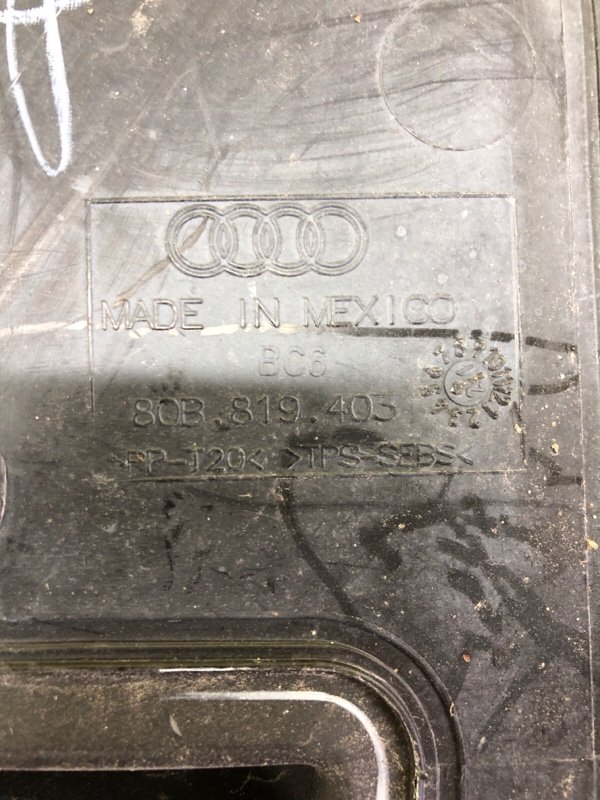 MADE IN MEXICO
BC6
80B.819.403
>PP-T20< >TPS-SEBS<